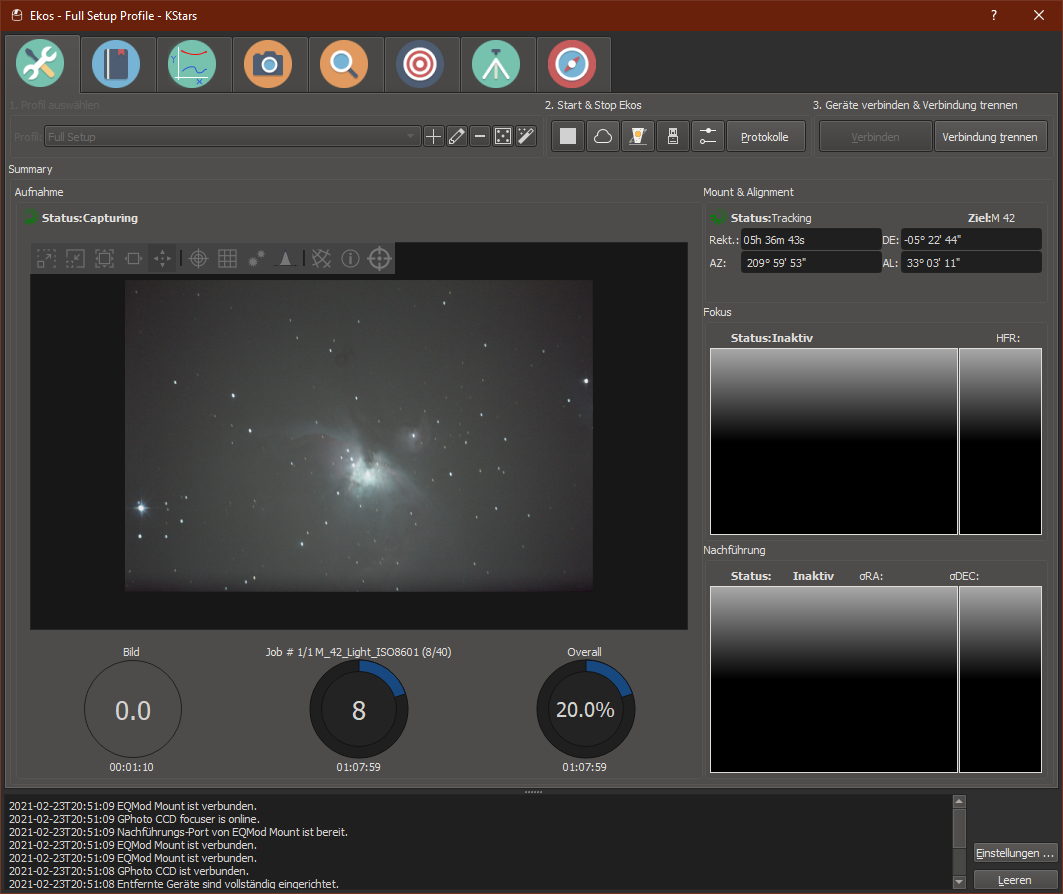 Ekos - Full Setup Profile - KStars
1. Profil auswählen
2. Start & Stop Ekos
3. Geräte verbinden & Verbindung trennen
Profil: Full Setup
Protokolle
Verbinden
Verbindung trennen
Summary
Aufnahme
Status:Capturing
Mount & Alignment
Status:Tracking
Ziel:M 42
Rekt.: 05h 36m 43s DE: -05° 22' 44"
AZ: 209° 59' 53" AL: 33° 03' 11"
Fokus
Status:Inaktiv HFR:
Nachführung
Status: Inaktiv σRA: σDEC:
Bild
0.0
00:01:10
Job # 1/1 M_42_Light_ISO8601 (8/40)
8
01:07:59
Overall
20.0%
01:07:59
2021-02-23T20:51:09 EQMod Mount ist verbunden.
2021-02-23T20:51:09 GPhoto CCD focuser is online.
2021-02-23T20:51:09 Nachführungs-Port von EQMod Mount ist bereit.
2021-02-23T20:51:09 EQMod Mount ist verbunden.
2021-02-23T20:51:09 EQMod Mount ist verbunden.
2021-02-23T20:51:08 GPhoto CCD ist verbunden.
2021-02-23T20:51:08 Entfernte Geräte sind vollständig eingerichtet.
Einstellungen ...
Leeren